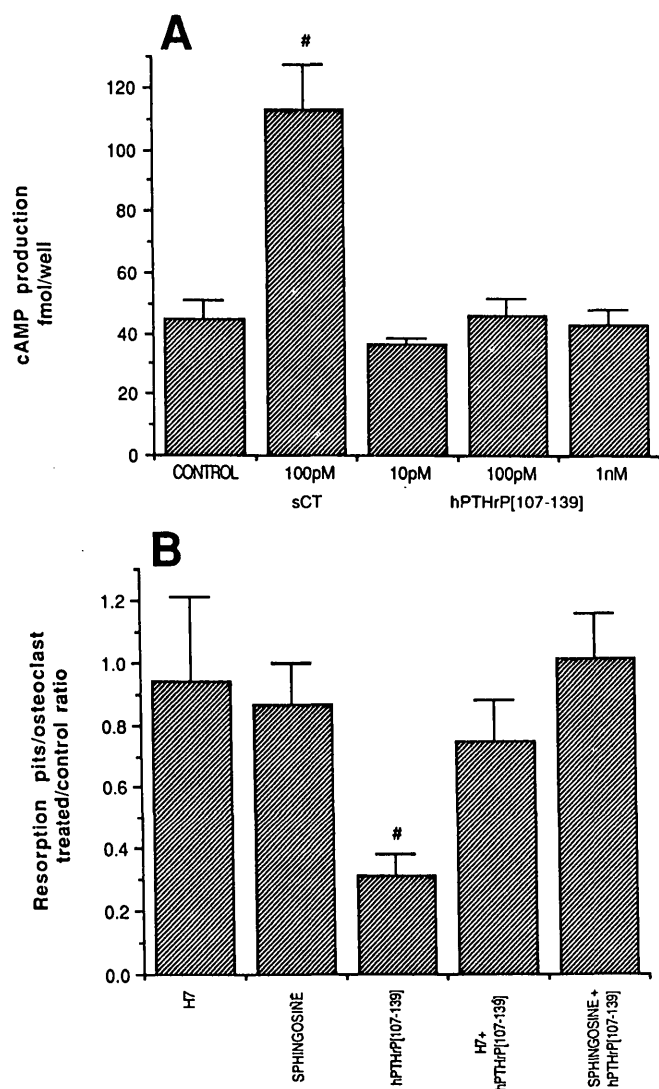 A
#
cAMP production
fmol/well
120
100
80
60
40
20
0
CONTROL 100pM 10pM 100pM 1nM
sCT hPTHrP[107-139]
B
#
Resorption pits/osteoclast
treated/control ratio
1.2
1.0
0.8
0.6
0.4
0.2
0.0
H7
SPHINGOSINE
hPTHrP[107-139]
H7+
hPTHrP[107-139]
SPHINGOSINE +
hPTHrP[107-139]